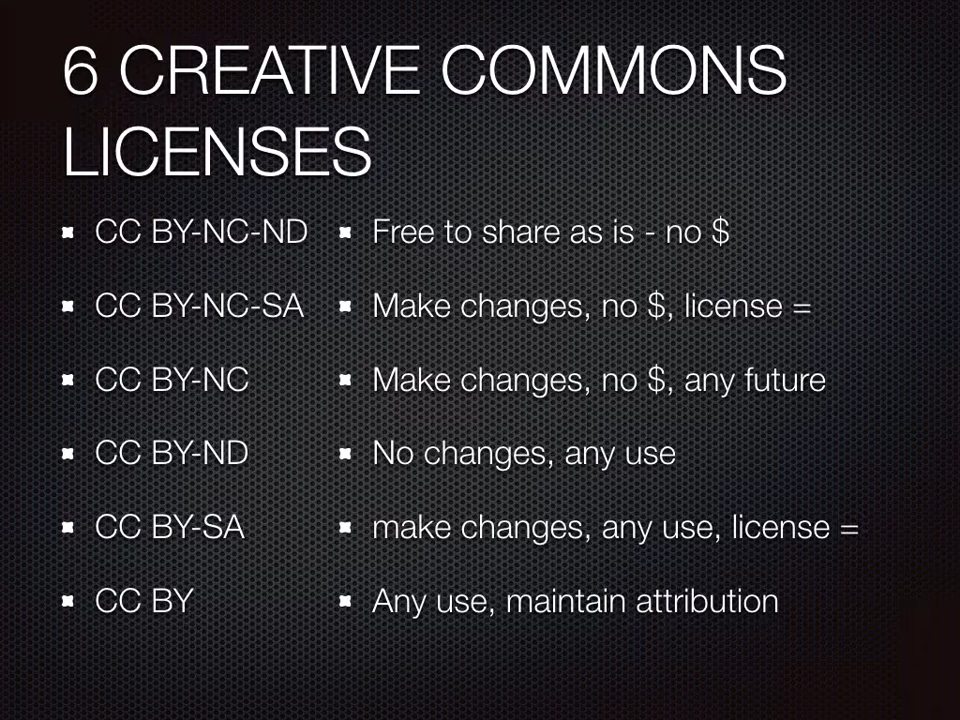 6 CREATIVE COMMONS
LICENSES
CC BY-NC-ND Free to share as is - no $
CC BY-NC-SA Make changes, no $, license =
CC BY-NC Make changes, no $, any future
CC BY-ND No changes, any use
CC BY-SA make changes, any use, license =
CC BY Any use, maintain attribution